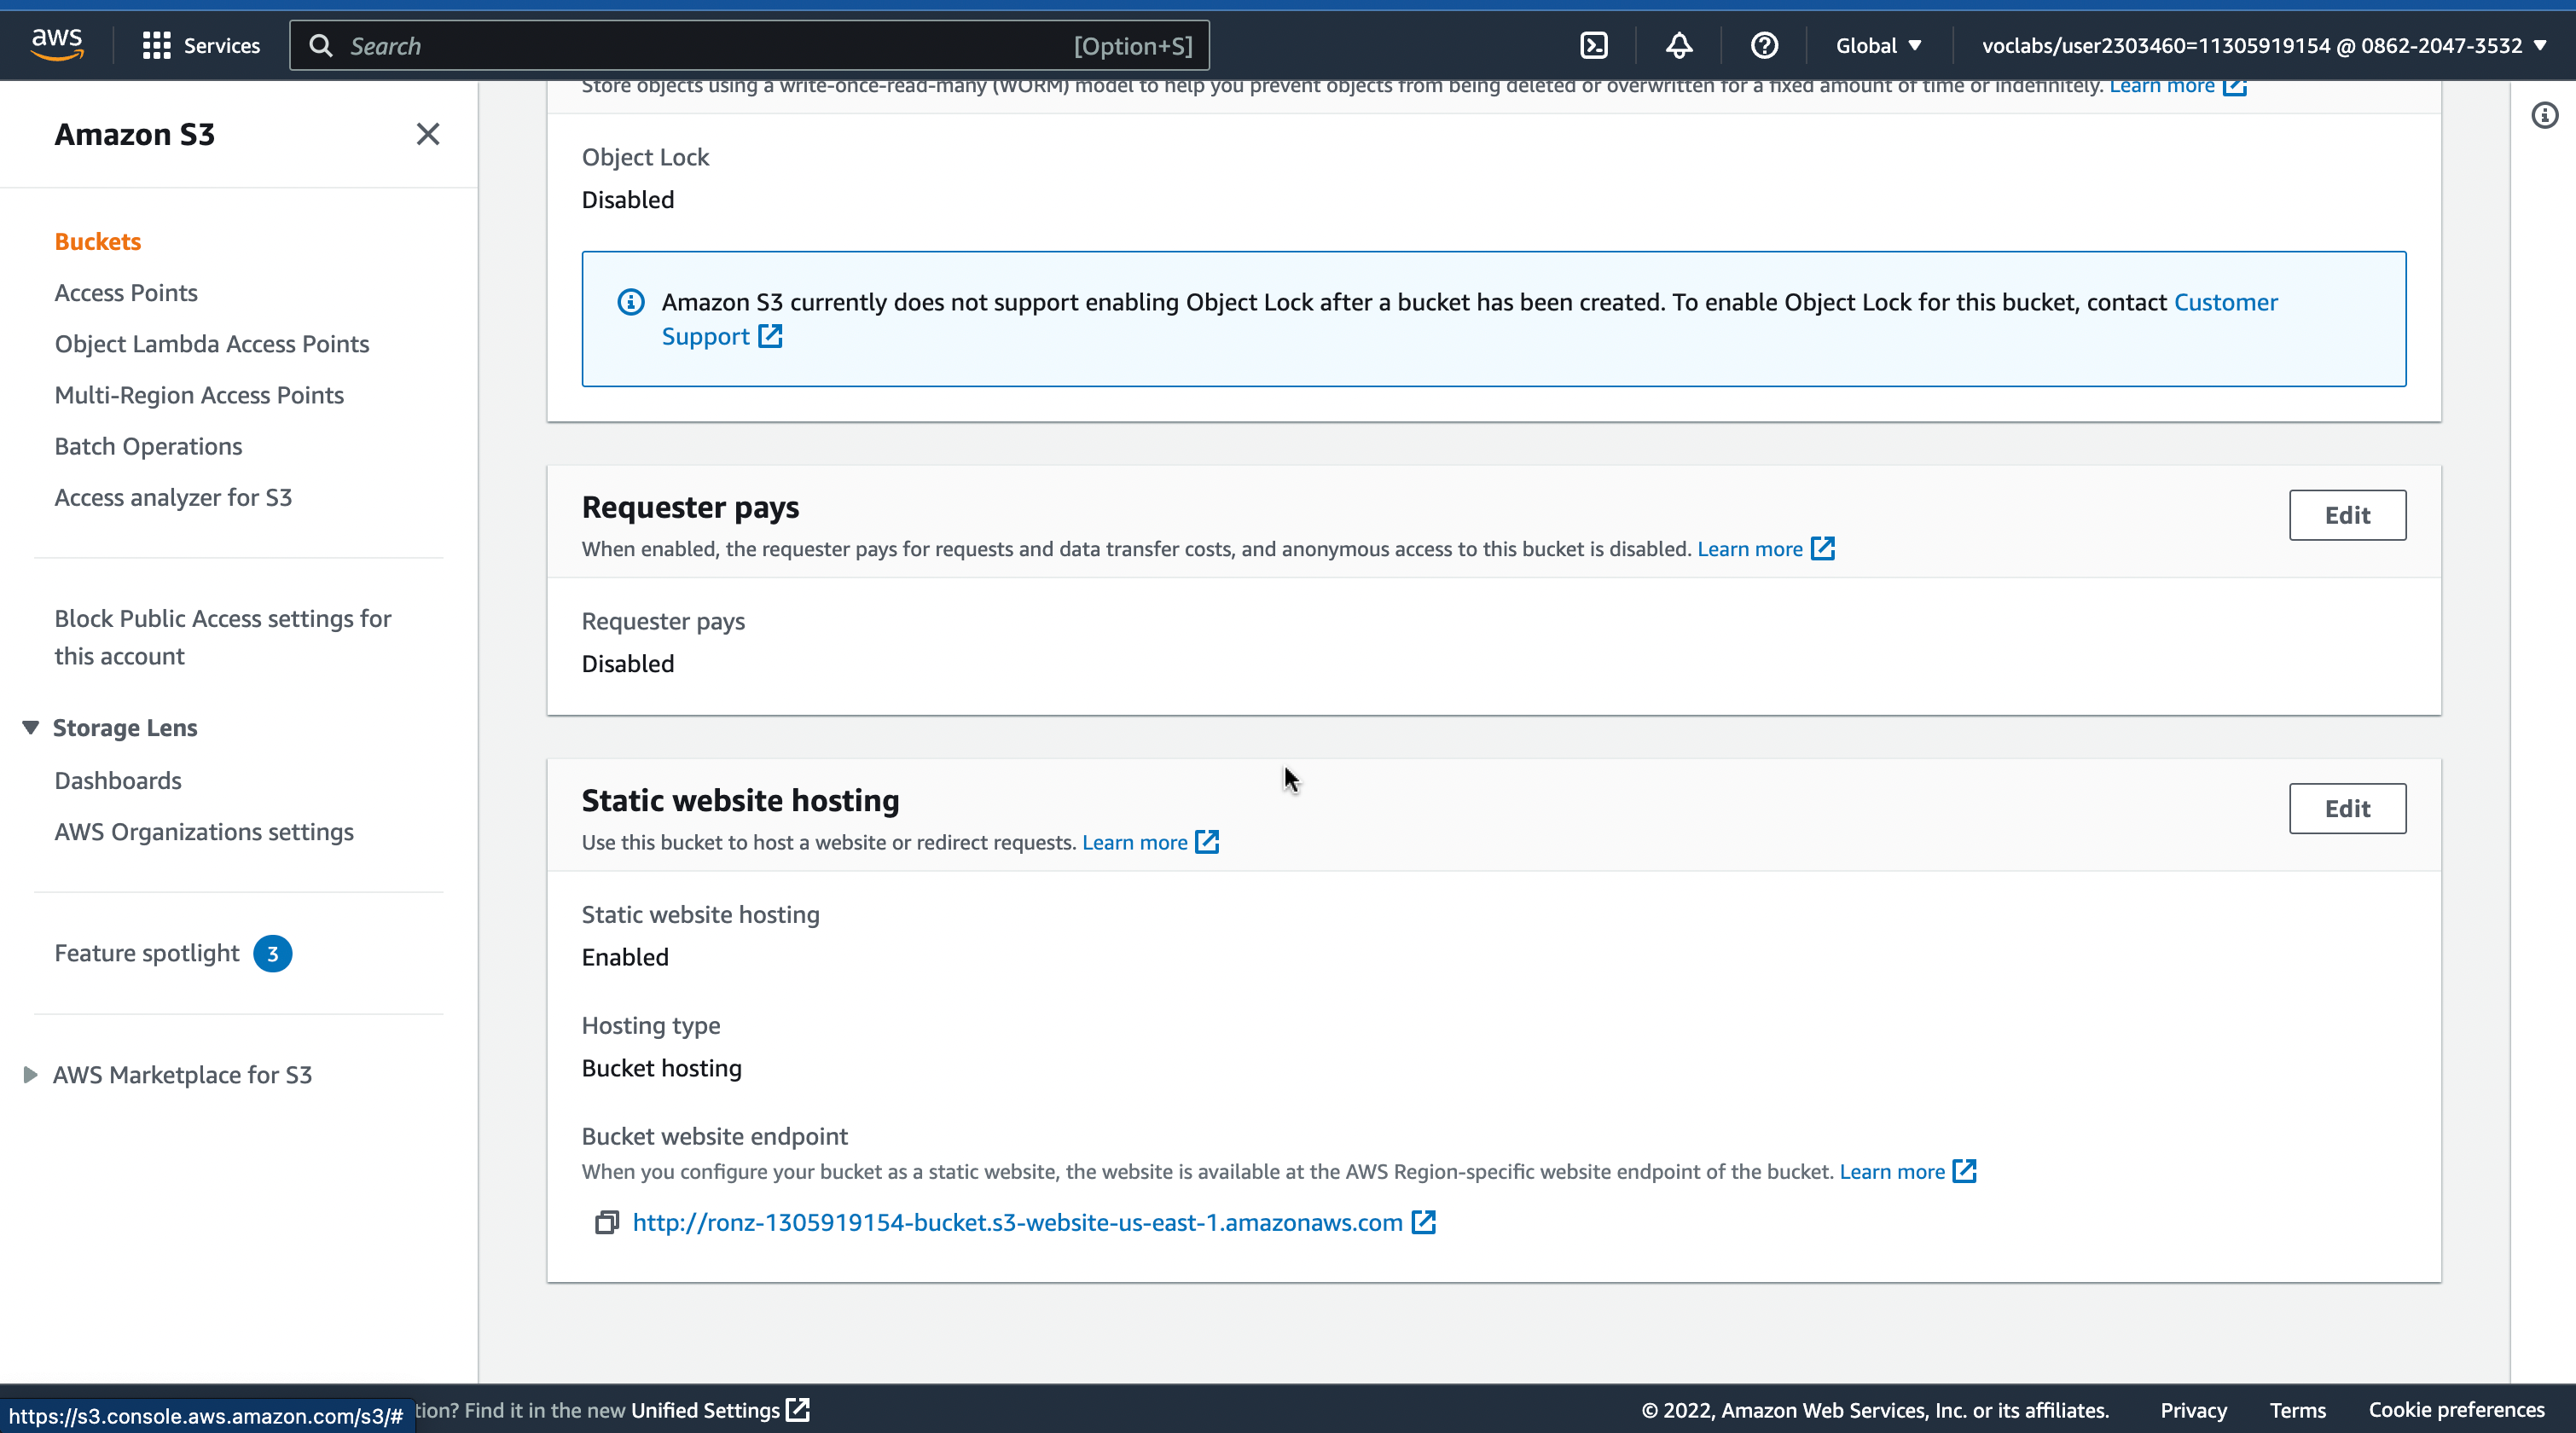 aws
Services
Search
[Option+S]
Global
voclabs/user2303460=11305919154 @ 0862-2047-3532
Amazon S3
Buckets
Access Points
Object Lambda Access Points
Multi-Region Access Points
Batch Operations
Access analyzer for S3
Block Public Access settings for
this account
Storage Lens
Dashboards
AWS Organizations settings
Feature spotlight 3
AWS Marketplace for S3
Store objects using a write-once-read-many (WORM) model to help you prevent objects from being deleted or overwritten for a fixed amount of time or indefinitely. Learn more
Object Lock
Disabled
Amazon S3 currently does not support enabling Object Lock after a bucket has been created. To enable Object Lock for this bucket, contact Customer
Support
Requester pays
Edit
When enabled, the requester pays for requests and data transfer costs, and anonymous access to this bucket is disabled. Learn more
Requester pays
Disabled
Static website hosting
Edit
Use this bucket to host a website or redirect requests. Learn more
Static website hosting
Enabled
Hosting type
Bucket hosting
Bucket website endpoint
When you configure your bucket as a static website, the website is available at the AWS Region-specific website endpoint of the bucket. Learn more
http://ronz-1305919154-bucket.s3-website-us-east-1.amazonaws.com
https://s3.console.aws.amazon.com/s3/#
tion? Find it in the new Unified Settings
© 2022, Amazon Web Services, Inc. or its affiliates.
Privacy
Terms
Cookie preferences